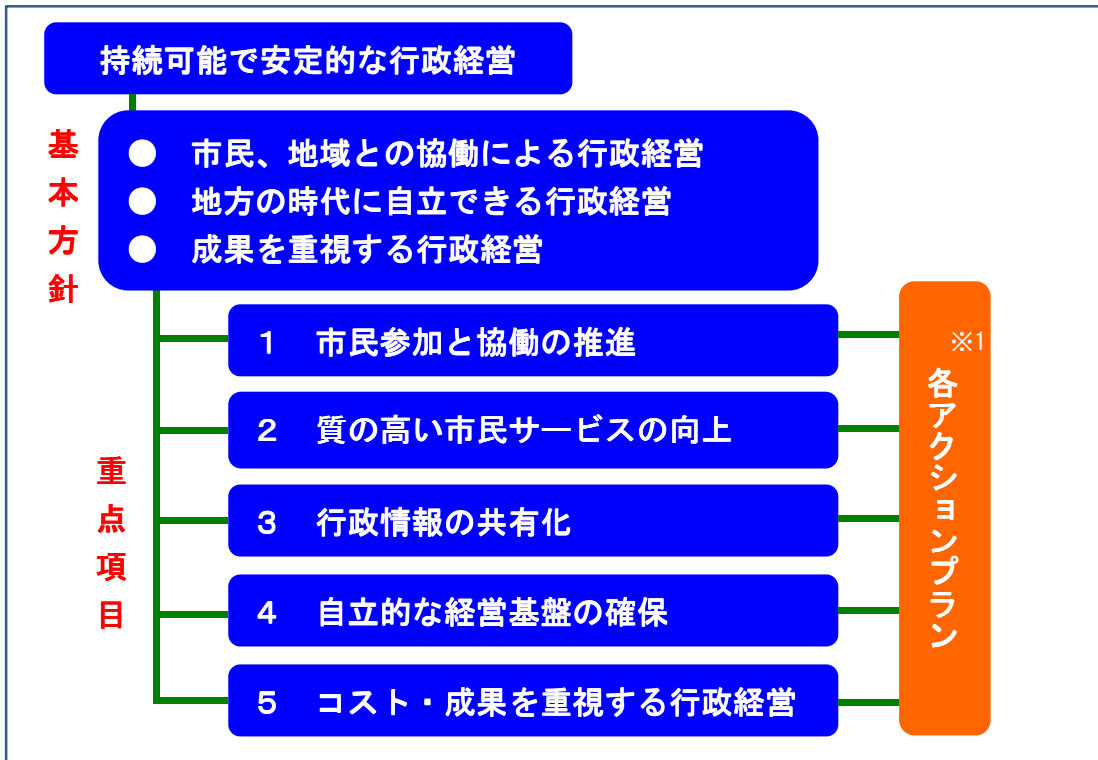 持続可能で安定的な行政経営
基本方針
● 市民、地域との協働による行政経営
● 地方の時代に自立できる行政経営
● 成果を重視する行政経営
重点項目
１ 市民参加と協働の推進
２ 質の高い市民サービスの向上
３ 行政情報の共有化
４ 自立的な経営基盤の確保
５ コスト・成果を重視する行政経営
※1
各アクションプラン